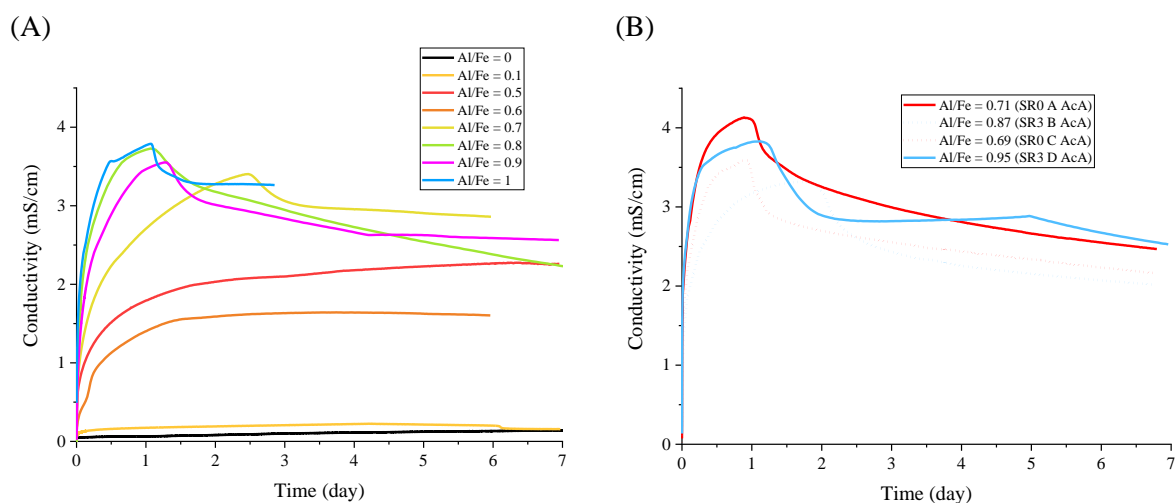 (A)
Al/Fe = 0
Al/Fe = 0.1
Al/Fe = 0.5
Al/Fe = 0.6
Al/Fe = 0.7
Al/Fe = 0.8
Al/Fe = 0.9
Al/Fe = 1
Conductivity (mS/cm)
4
3
2
1
0
0 1 2 3 4 5 6 7
Time (day)
(B)
Al/Fe = 0.71 (SR0 A AcA)
Al/Fe = 0.87 (SR3 B AcA)
Al/Fe = 0.69 (SR0 C AcA)
Al/Fe = 0.95 (SR3 D AcA)
Conductivity (mS/cm)
4
3
2
1
0
0 1 2 3 4 5 6 7
Time (day)